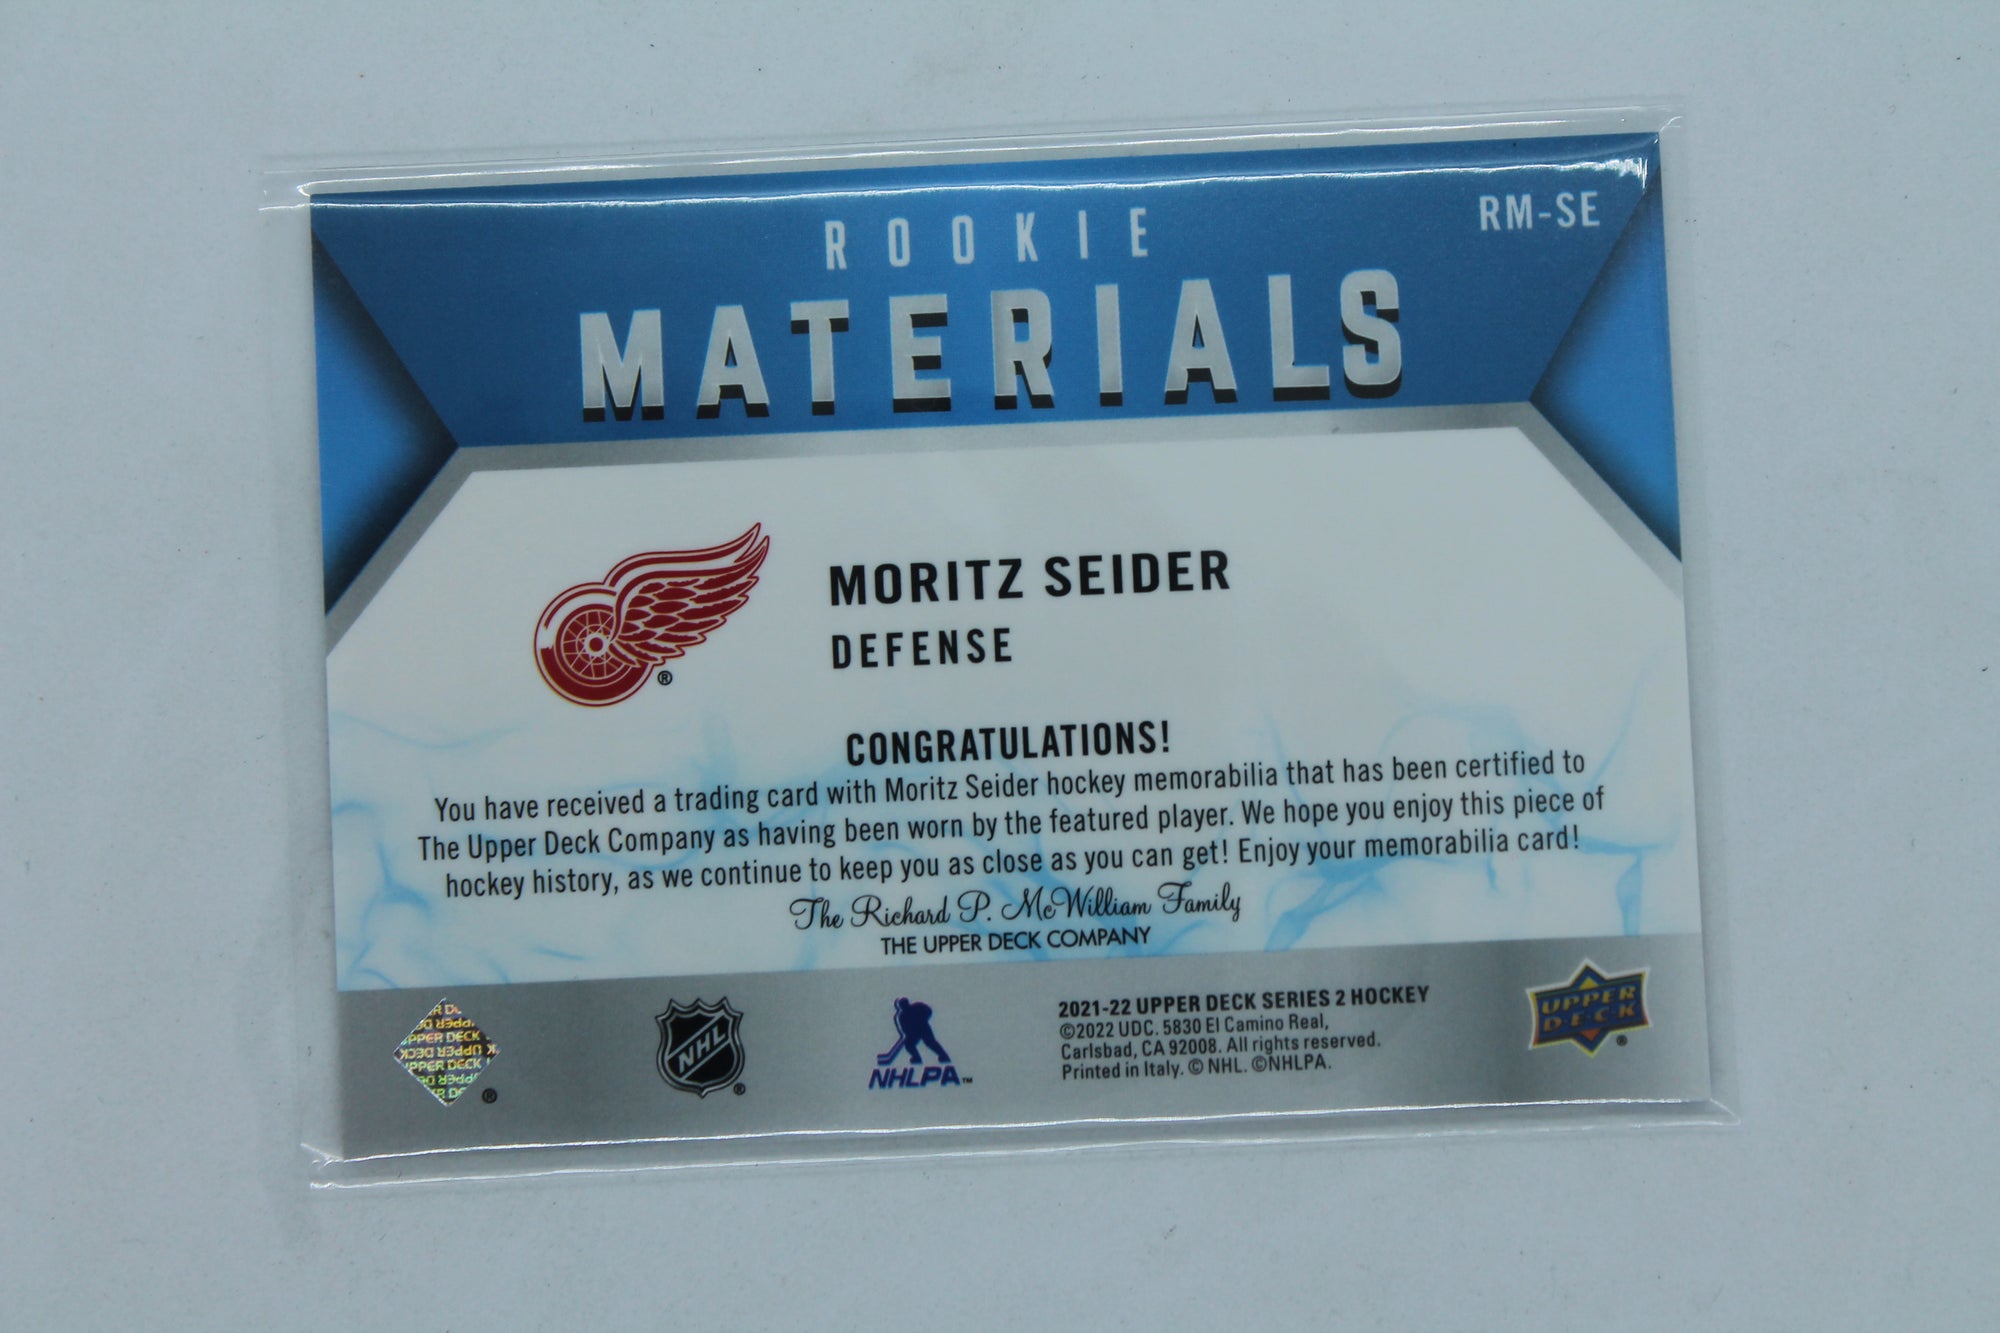 RM-SE
ROOKIE
MATERIALS
MORITZ SEIDER
DEFENSE
®
CONGRATULATIONS!
You have received a trading card with Moritz Seider hockey memorabilia that has been certified to
The Upper Deck Company as having been worn by the featured player. We hope you enjoy this piece of
hockey history, as we continue to keep you as close as you can get! Enjoy your memorabilia card!
The Richard P. McWilliam Family
THE UPPER DECK COMPANY
UPPER DECK
®
NHL
®
NHLPA™
2021-22 UPPER DECK SERIES 2 HOCKEY
©2022 UDC. 5830 El Camino Real,
Carlsbad, CA 92008. All rights reserved.
Printed in Italy. © NHL. ©NHLPA.
UPPER
DECK
®